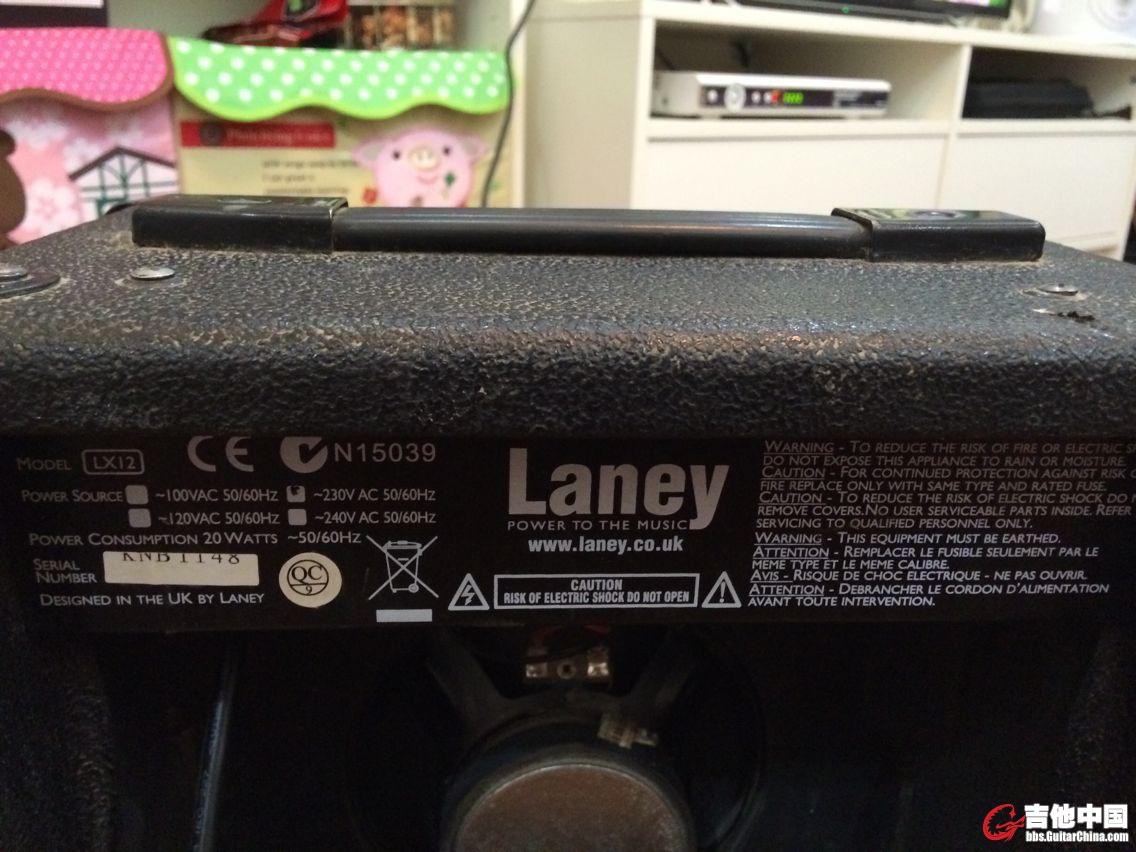 MODEL LX12
CE N15039
POWER SOURCE ~100VAC 50/60HZ ~230V AC 50/60HZ
~120VAC 50/60HZ ~240V AC 50/60HZ
POWER CONSUMPTION 20 WATTS ~50/60HZ
SERIAL
NUMBER KNB1148
DESIGNED IN THE UK BY LANEY
QC
9
Laney
POWER TO THE MUSIC
www.laney.co.uk
CAUTION
RISK OF ELECTRIC SHOCK DO NOT OPEN
WARNING - TO REDUCE THE RISK OF FIRE OR ELECTRIC
DO NOT EXPOSE THIS APPLIANCE TO RAIN OR MOISTURE.
CAUTION - FOR CONTINUED PROTECTION AGAINST RISK
FIRE REPLACE ONLY WITH SAME TYPE AND RATED FUSE.
CAUTION - TO REDUCE THE RISK OF ELECTRIC SHOCK DO
REMOVE COVERS.NO USER SERVICEABLE PARTS INSIDE. REFER
SERVICING TO QUALIFIED PERSONNEL ONLY.
WARNING - THIS EQUIPMENT MUST BE EARTHED.
ATTENTION - REMPLACER LE FUSIBLE SEULEMENT PAR LE
MEME TYPE ET LE MEME CALIBRE.
AVIS - RISQUE DE CHOC ELECTRIQUE - NE PAS OUVRIR.
ATTENTION - DEBRANCHER LE CORDON D'ALIMENTATION
AVANT TOUTE INTERVENTION.
吉他中国
bbs.GuitarChina.com